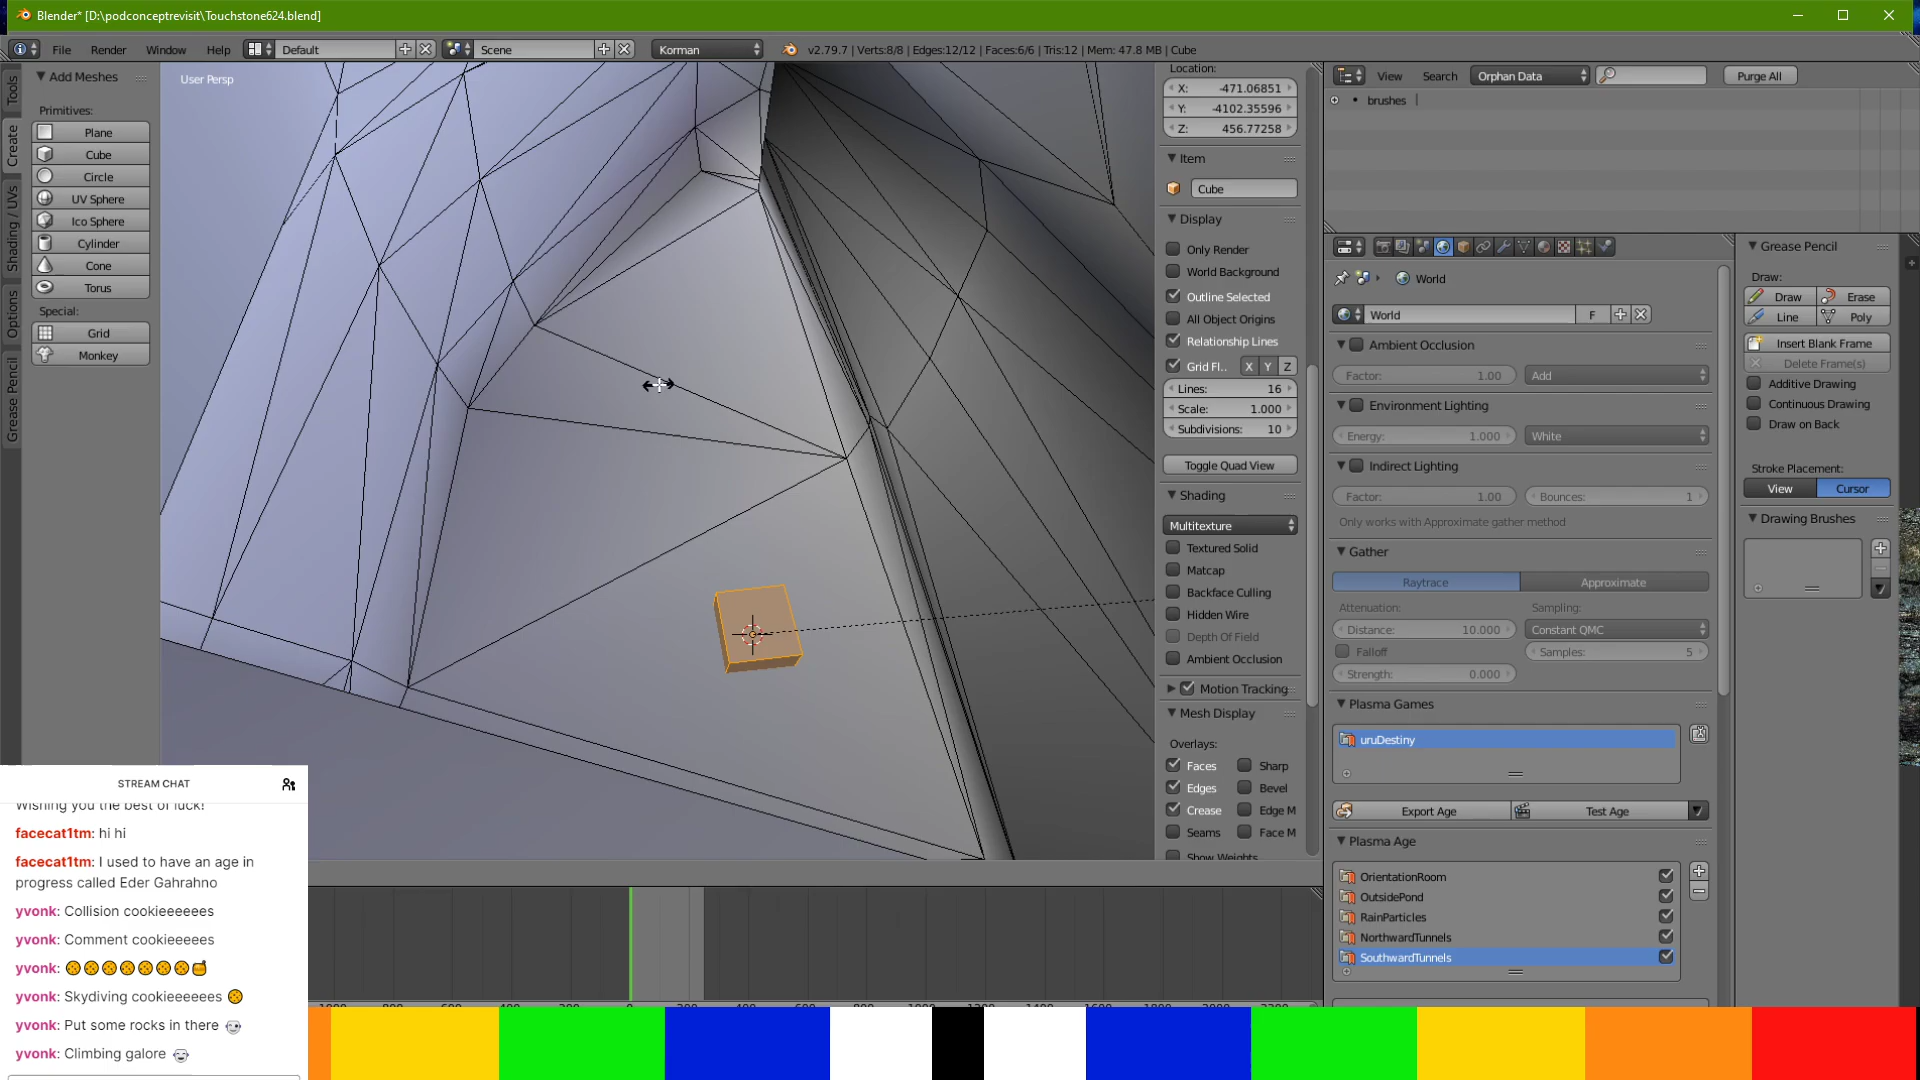 Blender* [D:\podconceptrevisit\Touchstone624.blend]
File Render Window Help Default Scene Korman v2.79.7 | Verts:8/8 | Edges:12/12 | Faces:6/6 | Tris:12 | Mem: 47.8 MB | Cube
Tools
Create
Shading / UVs
Options
Grease Pencil
Add Meshes
Primitives:
Plane
Cube
Circle
UV Sphere
Ico Sphere
Cylinder
Cone
Torus
Special:
Grid
Monkey
User Persp
Location:
X: -471.06851
Y: -4102.35596
Z: 456.77258
Item
Cube
Display
Only Render
World Background
Outline Selected
All Object Origins
Relationship Lines
Grid Fl.. X Y Z
Lines: 16
Scale: 1.000
Subdivisions: 10
Toggle Quad View
Shading
Multitexture
Textured Solid
Matcap
Backface Culling
Hidden Wire
Depth Of Field
Ambient Occlusion
Motion Tracking
Mesh Display
Overlays:
Faces Sharp
Edges Bevel
Crease Edge M
Seams Face M
Show Weights
View Search Orphan Data Purge All
brushes
World
World F
Ambient Occlusion
Factor: 1.00 Add
Environment Lighting
Energy: 1.000 White
Indirect Lighting
Factor: 1.00 Bounces: 1
Only works with Approximate gather method
Gather
Raytrace Approximate
Attenuation: Sampling:
Distance: 10.000 Constant QMC
Falloff Samples: 5
Strength: 0.000
Plasma Games
uruDestiny
Export Age Test Age
Plasma Age
OrientationRoom
OutsidePond
RainParticles
NorthwardTunnels
SouthwardTunnels
Grease Pencil
Draw:
Draw Erase
Line Poly
Insert Blank Frame
Delete Frame(s)
Additive Drawing
Continuous Drawing
Draw on Back
Stroke Placement:
View Cursor
Drawing Brushes
STREAM CHAT
Wishing you the best of luck!
facecat1tm: hi hi
facecat1tm: I used to have an age in
progress called Eder Gahrahno
yvonk: Collision cookieeeeees
yvonk: Comment cookieeeees
yvonk:
yvonk: Skydiving cookieeeeees
yvonk: Put some rocks in there
yvonk: Climbing galore